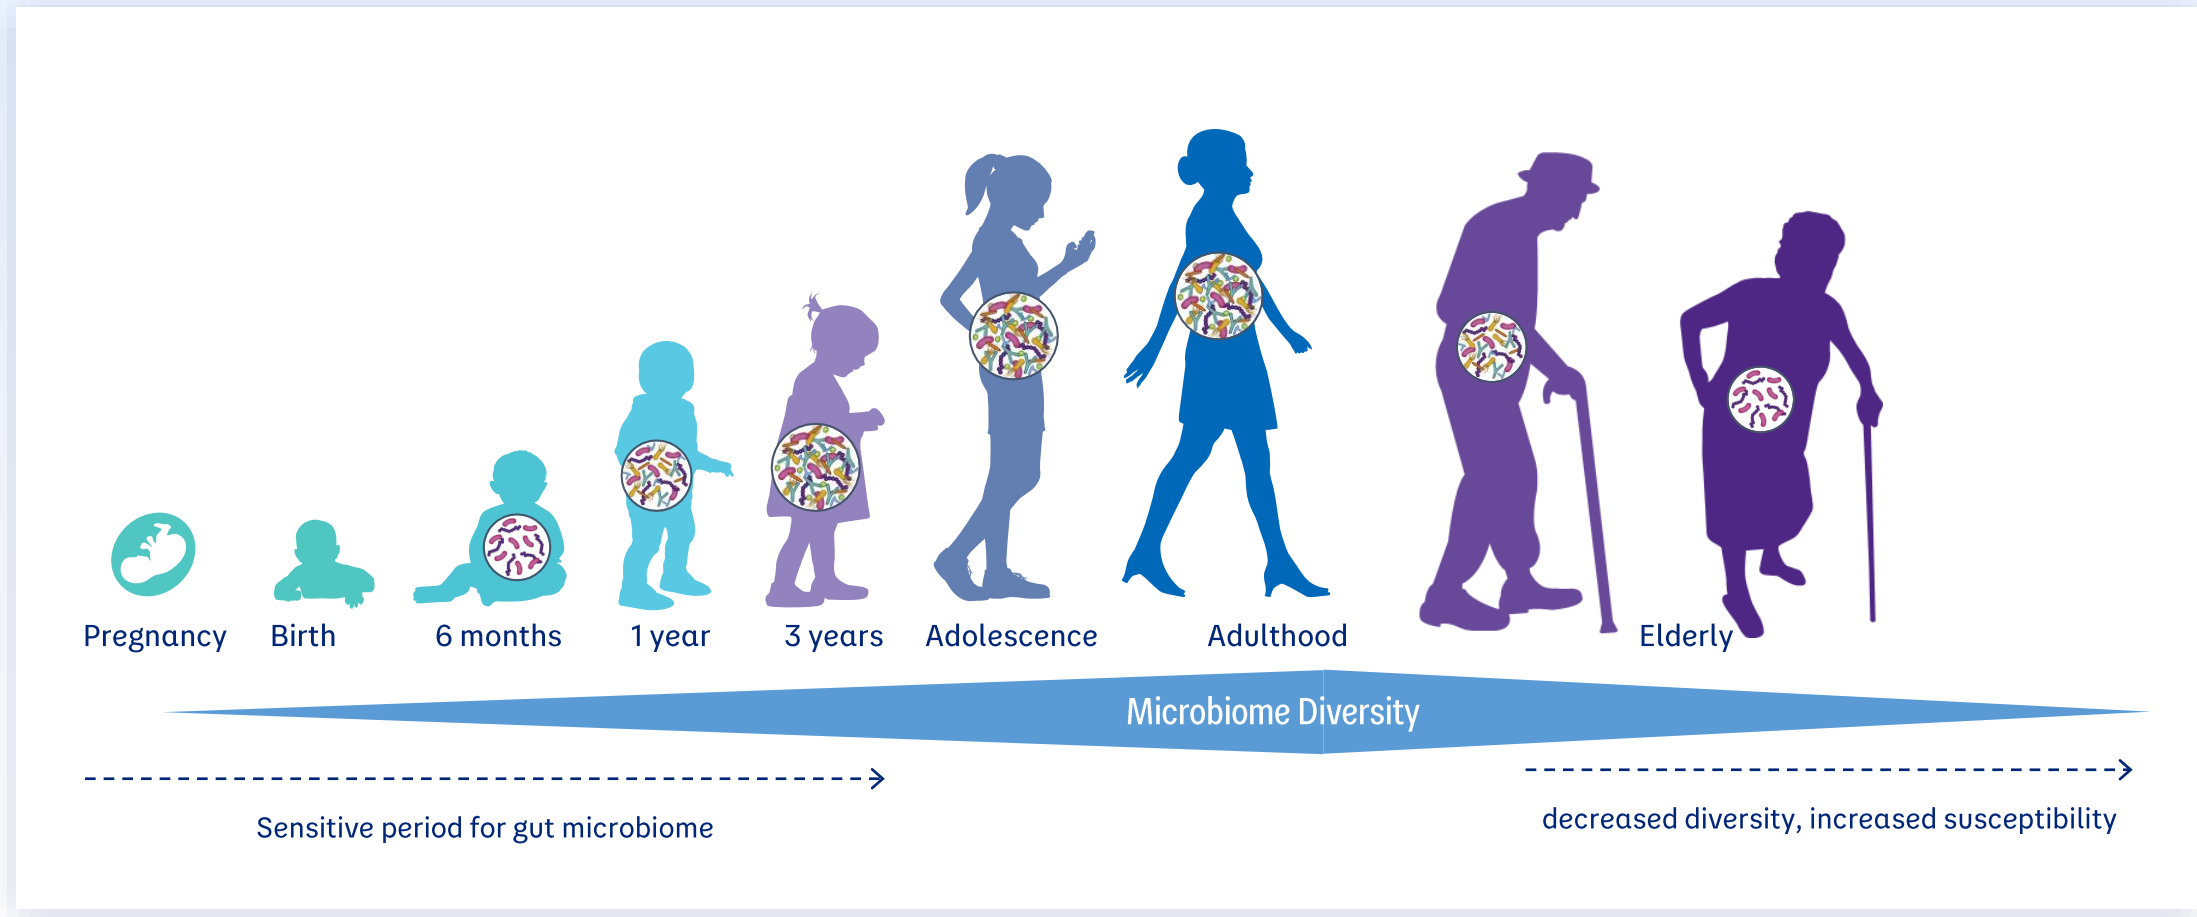 Pregnancy
Birth
6 months
1 year
3 years
Adolescence
Adulthood
Elderly
Microbiome Diversity
Sensitive period for gut microbiome
decreased diversity, increased susceptibility